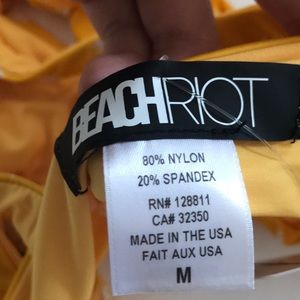 BEACHRIOT
80% NYLON
20% SPANDEX
RN# 128811
CA# 32350
MADE IN THE USA
FAIT AUX USA
M